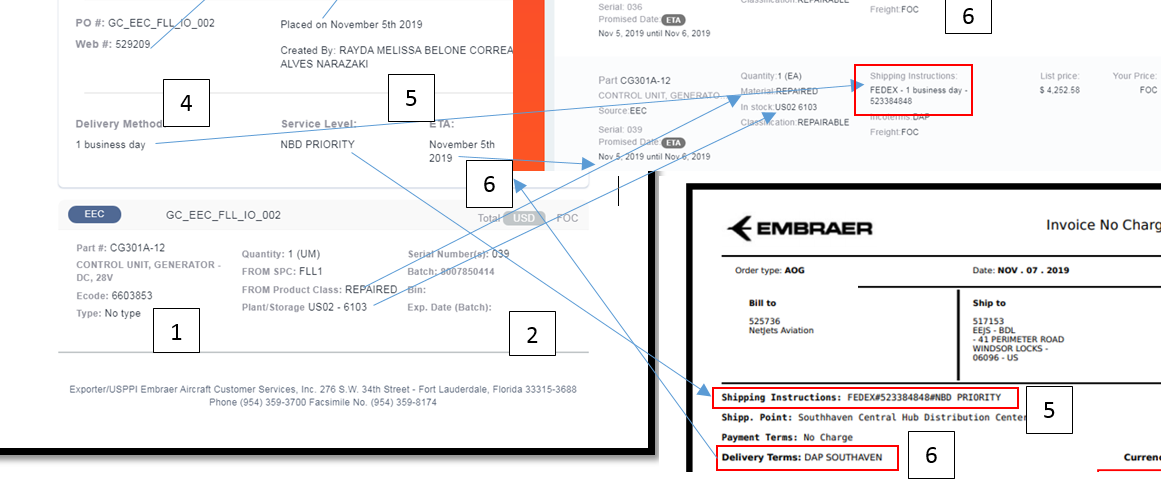 PO #: GC_EEC_FLL_IO_002
Web #: 529209
Placed on November 5th 2019
Created By: RAYDA MELISSA BELONE CORREA
ALVES NARAZAKI
4
5
Delivery Method
1 business day
Service Level:
NBD PRIORITY
ETA:
November 5th
2019
6
EEC
GC_EEC_FLL_IO_002
Total USD FOC
Part #: CG301A-12
CONTROL UNIT, GENERATOR -
DC, 28V
Ecode: 6603853
Type: No type
1
Quantity: 1 (UM)
FROM SPC: FLL1
FROM Product Class: REPAIRED
Plant/Storage US02 - 6103
Serial Number(s): 039
Batch: 8007850414
Bin:
Exp. Date (Batch):
2
Exporter/USPPI Embraer Aircraft Customer Services, Inc. 276 S.W. 34th Street - Fort Lauderdale, Florida 33315-3688
Phone (954) 359-3700 Facsimile No. (954) 359-8174
Serial: 036
Promised Date: ETA
Nov 5, 2019 until Nov 6, 2019
Classification:REPAIRABLE
Freight:FOC
6
Part CG301A-12
CONTROL UNIT, GENERATO
Source:EEC
Serial: 039
Promised Date: ETA
Nov 5, 2019 until Nov 6, 2019
Quantity:1 (EA)
Material:REPAIRED
In stock:US02 6103
Classification:REPAIRABLE
Shipping Instructions:
FEDEX - 1 business day -
523384848
Incoterms:DAP
Freight:FOC
List price:
$ 4,252.58
Your Price:
FOC
EMBRAER
Invoice No Charg
Order type: AOG
Date: NOV . 07 . 2019
Bill to
525736
NetJets Aviation
Ship to
517153
EEJS - BDL
- 41 PERIMETER ROAD
WINDSOR LOCKS -
06096 - US
Shipping Instructions: FEDEX#523384848#NBD PRIORITY
5
Shipp. Point: Southhaven Central Hub Distribution Center
Payment Terms: No Charge
Delivery Terms: DAP SOUTHAVEN
6
Currenc